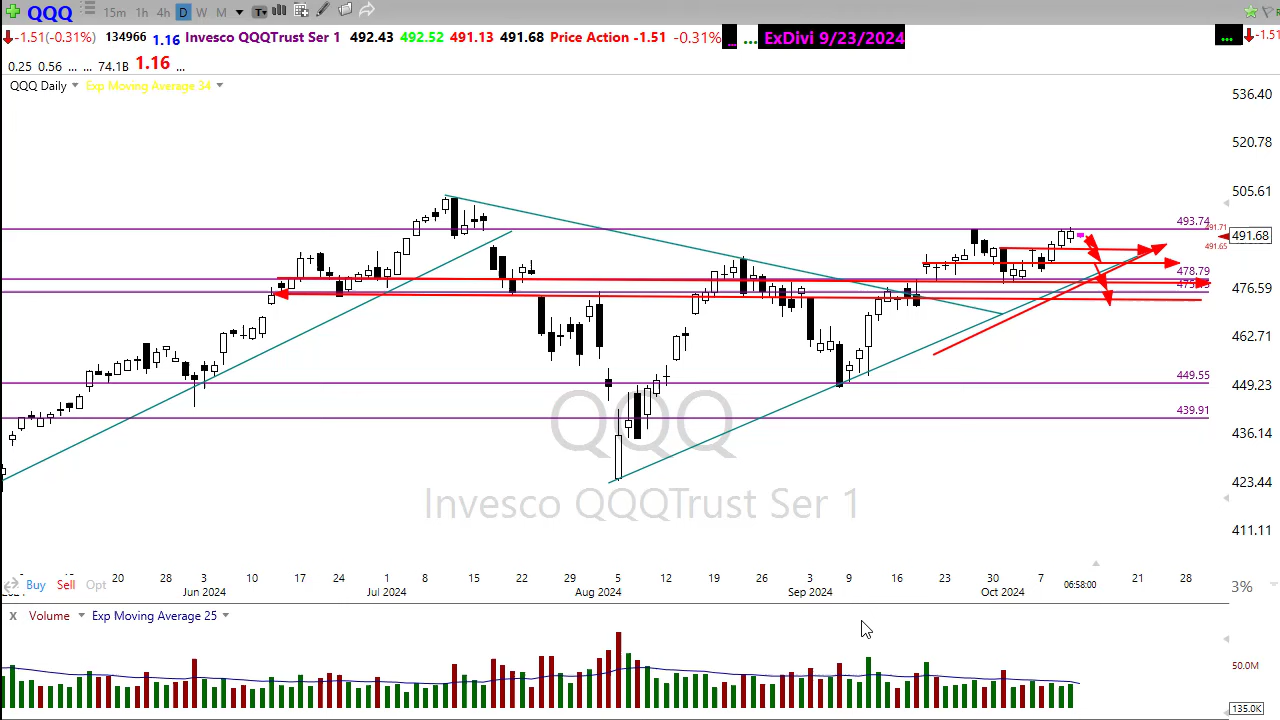 QQQ 15m 1h 4h D W M T
-1.51(-0.31%) 134966 1.16 Invesco QQQTrust Ser 1 492.43 492.52 491.13 491.68 Price Action -1.51 -0.31% ... ... ExDivi 9/23/2024 ... -1.51
0.25 0.56 ... ... 74.1B 1.16 ...
QQQ Daily Exp Moving Average 34
536.40
520.78
505.61
493.74
491.71
491.68
491.65
478.79
476.59
462.71
449.55
449.23
439.91
436.14
423.44
411.11
QQQ
Invesco QQQTrust Ser 1
20 28 3 10 17 24 1 8 15 22 29 5 12 19 26 3 9 16 23 30 7 21 28
Buy Sell Opt Jun 2024 Jul 2024 Aug 2024 Sep 2024 Oct 2024 06:58:00 3%
x Volume Exp Moving Average 25
50.0M
135.0K